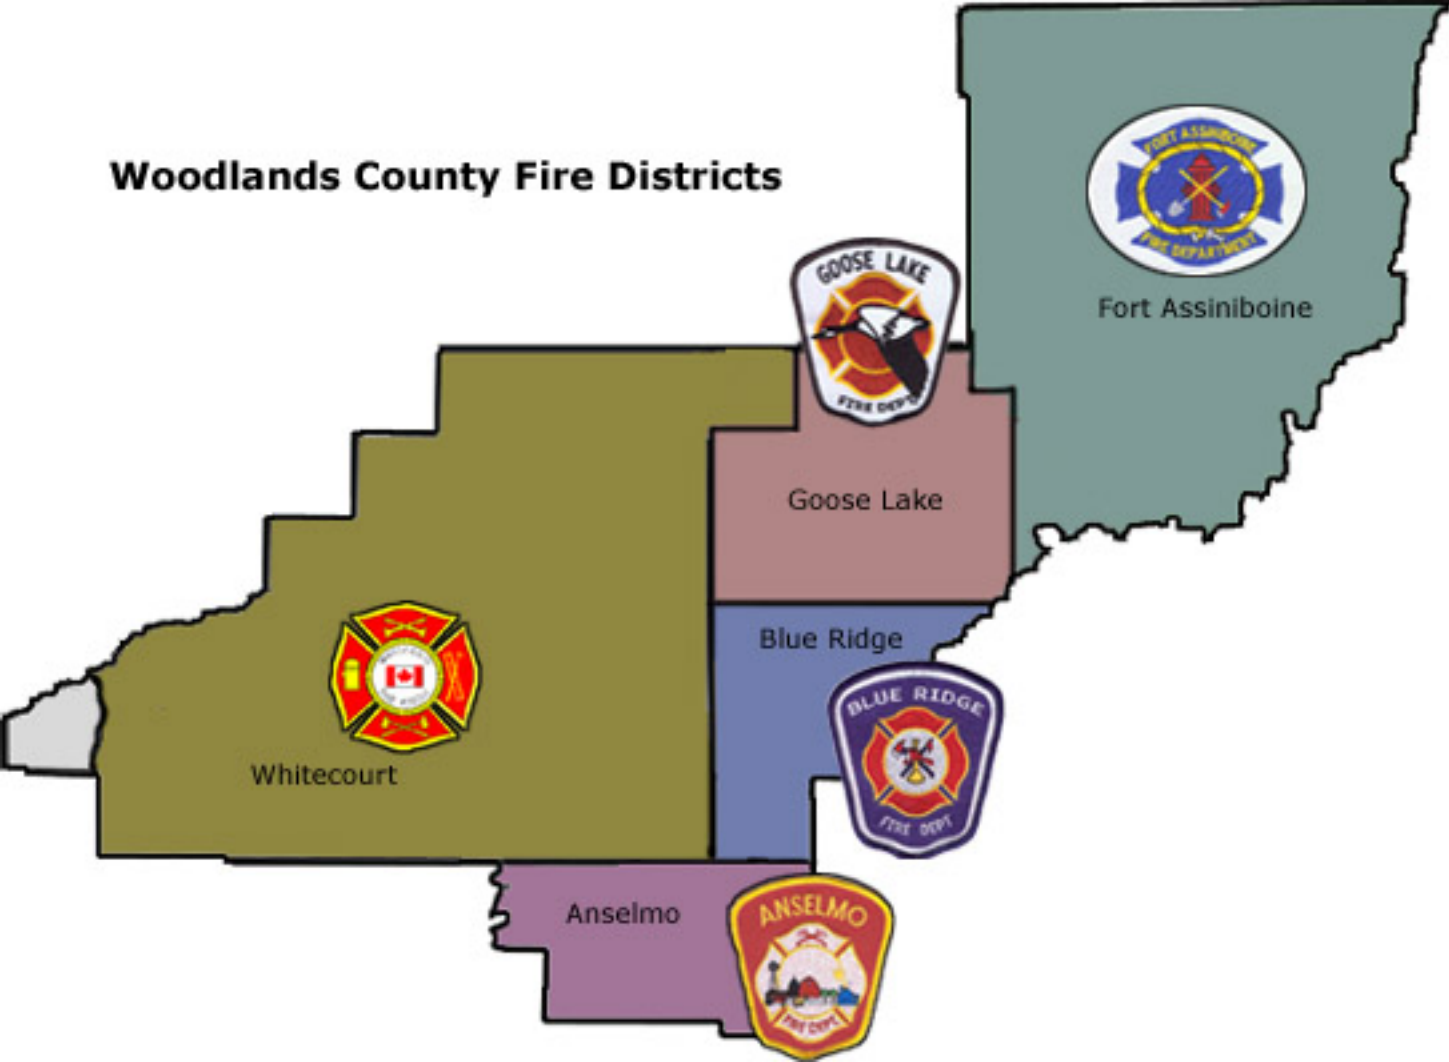 Woodlands County Fire Districts
FORT ASSINIBOINE
FIRE DEPARTMENT
Fort Assiniboine
GOOSE LAKE
FIRE DEPT
Goose Lake
Blue Ridge
BLUE RIDGE
FIRE DEPT
Whitecourt
Anselmo
ANSELMO
FIRE DEPT